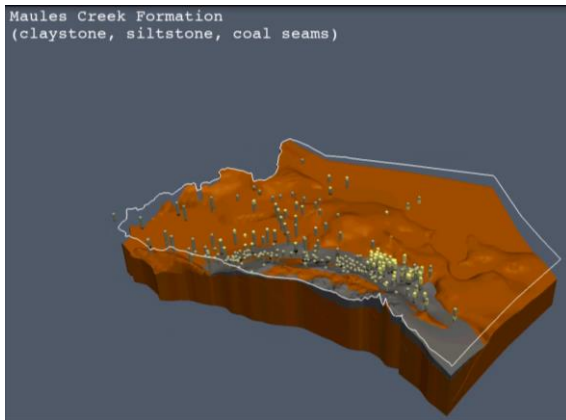 Maules Creek Formation
(claystone, siltstone, coal seams)